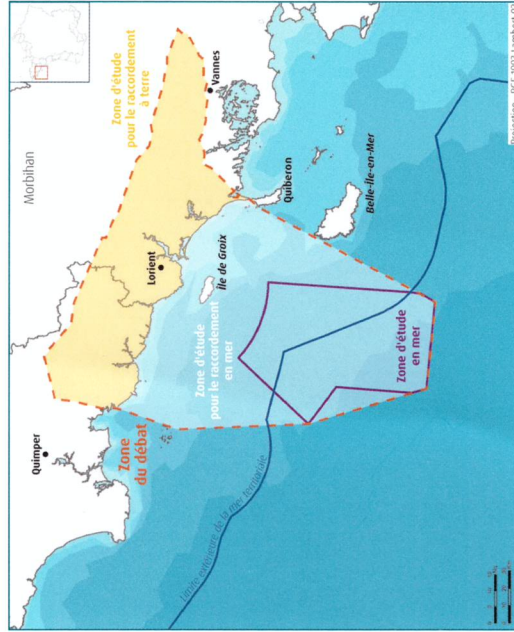 Morbihan
Zone d'étude
pour le raccordement
à terre
Vannes
Quimper
Lorient
Zone
du débat
Île de Groix
Quiberon
Zone d'étude
pour le raccordement
en mer
Belle-Île-en-Mer
Zone d'étude
en mer
Limite extérieure de la mer territoriale